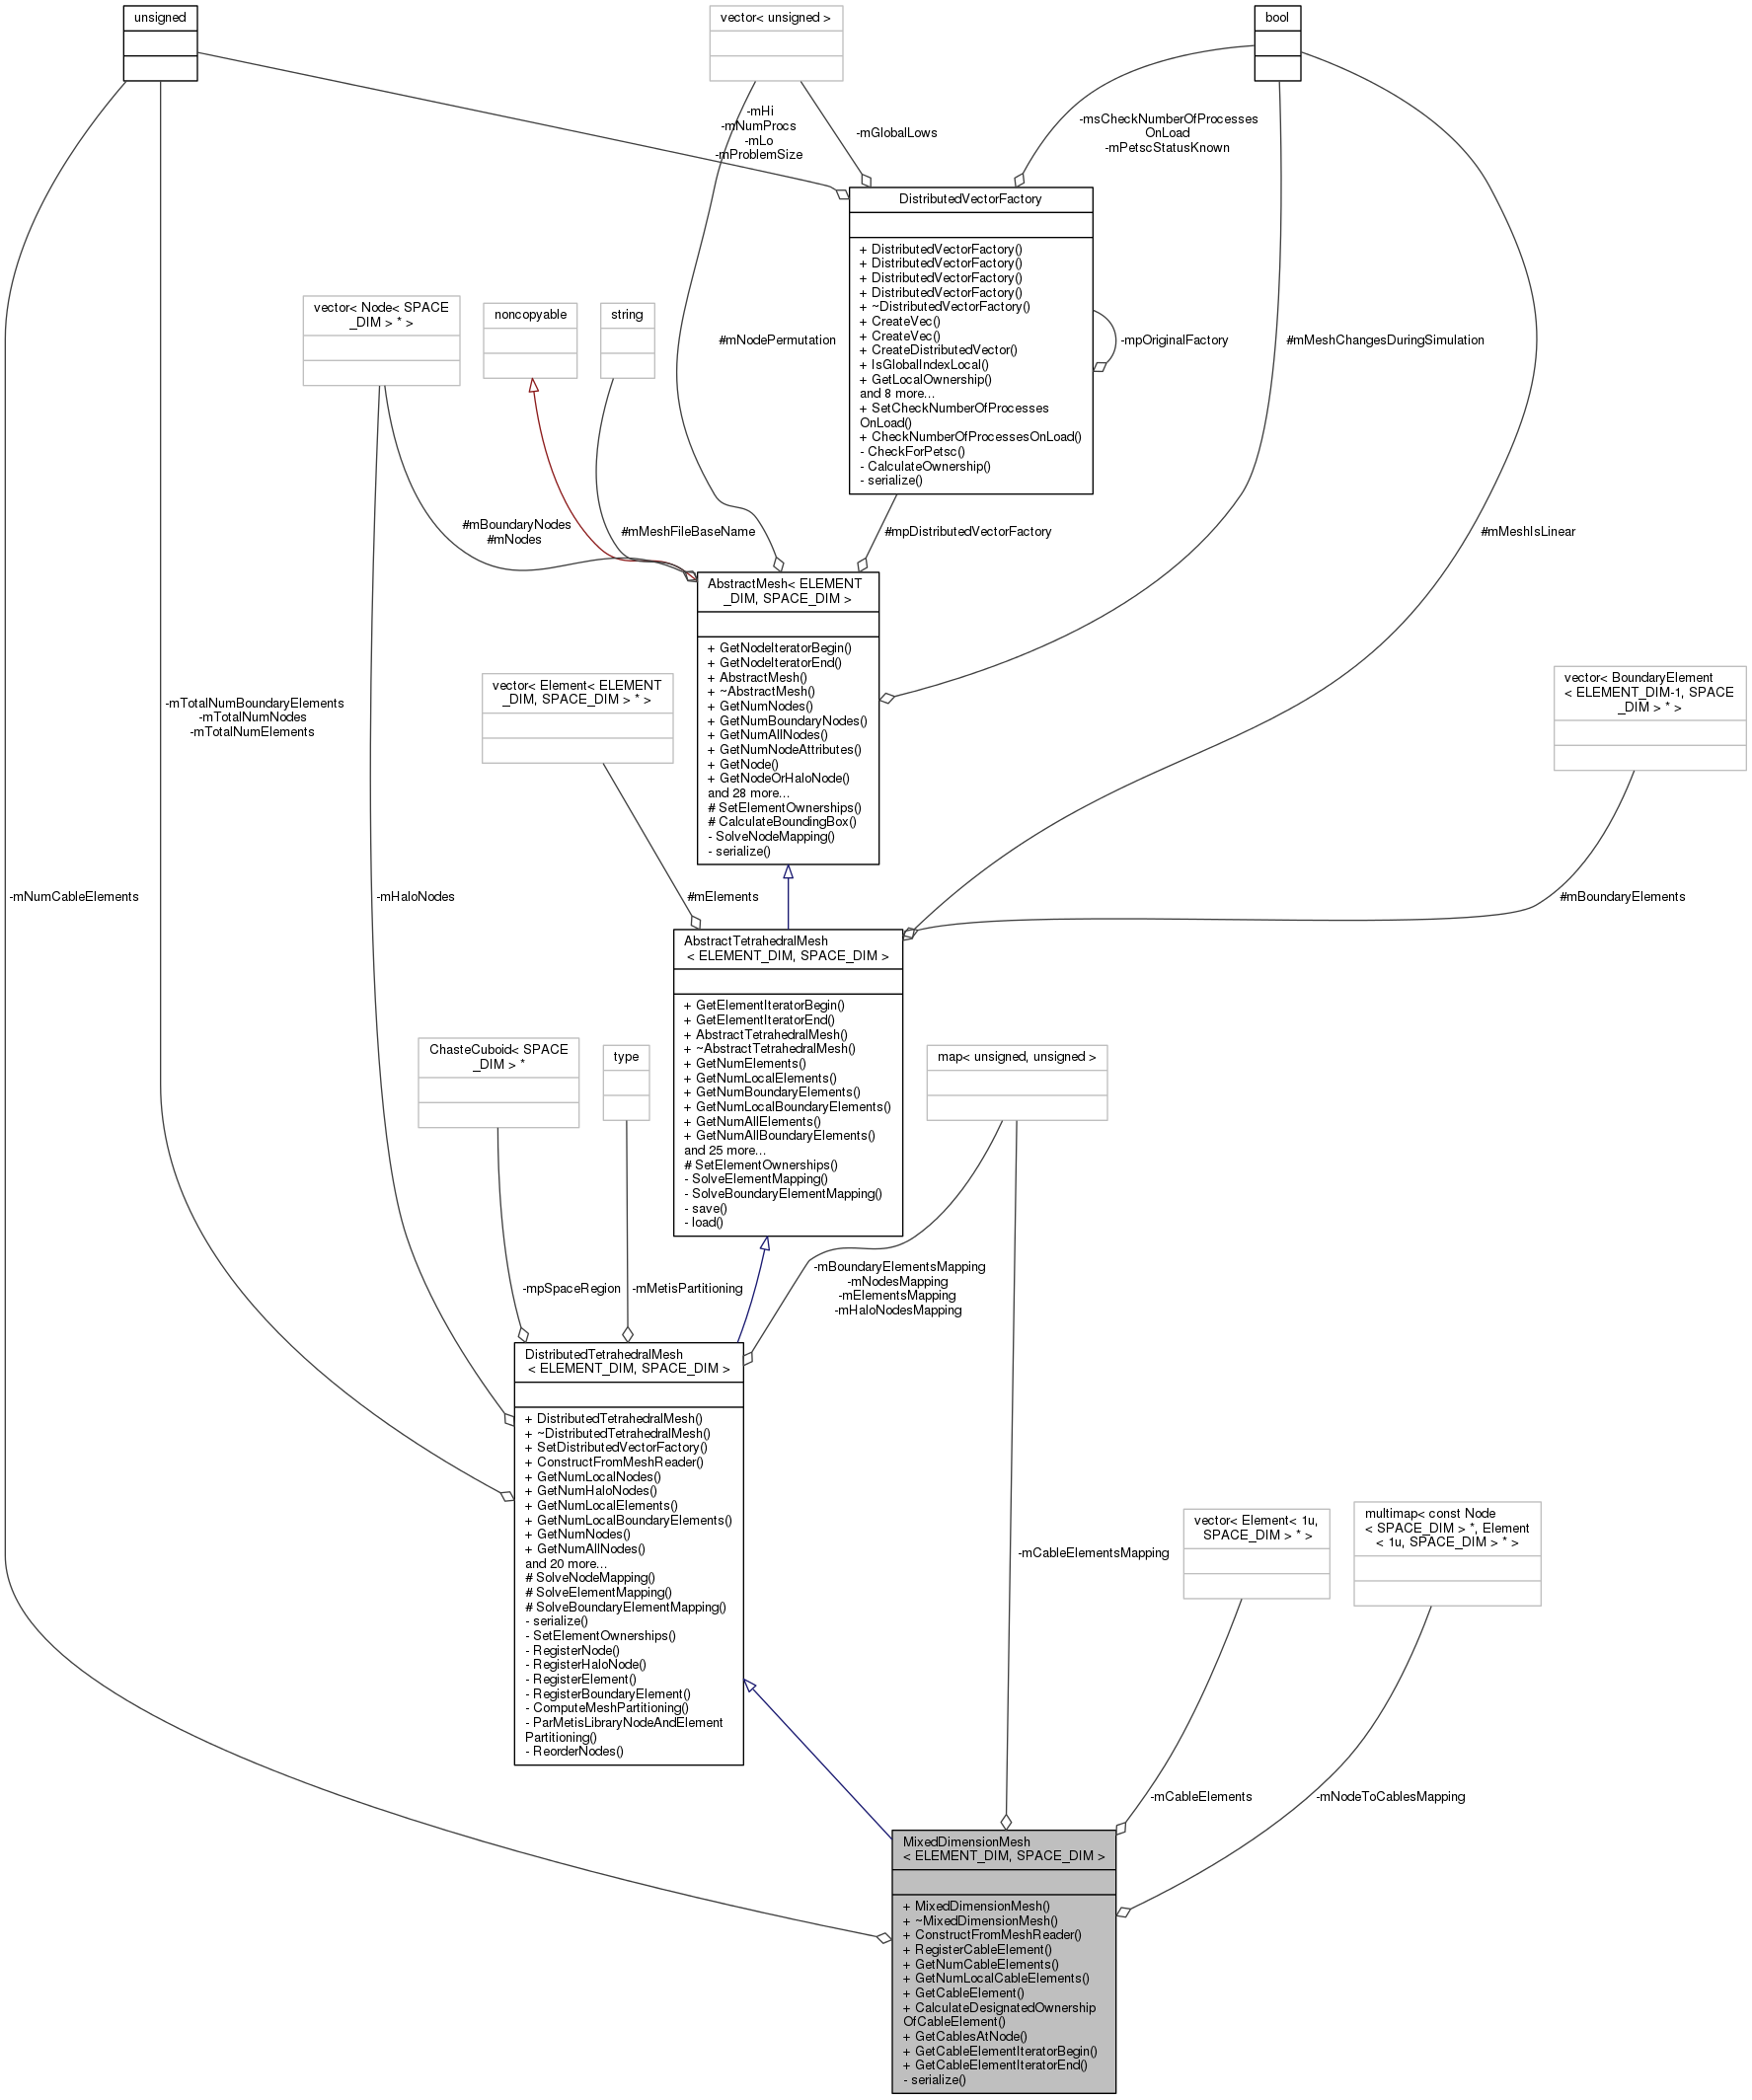 unsigned
vector< unsigned >
bool
-mHi
-mNumProcs
-mLo
-mProblemSize
-mGlobalLows
-msCheckNumberOfProcesses
OnLoad
-mPetscStatusKnown
DistributedVectorFactory
+ DistributedVectorFactory()
+ DistributedVectorFactory()
+ DistributedVectorFactory()
+ DistributedVectorFactory()
+ ~DistributedVectorFactory()
+ CreateVec()
+ CreateVec()
+ CreateDistributedVector()
+ IsGlobalIndexLocal()
+ GetLocalOwnership()
and 8 more...
+ SetCheckNumberOfProcesses
OnLoad()
+ CheckNumberOfProcessesOnLoad()
- CheckForPetsc()
- CalculateOwnership()
- serialize()
vector< Node< SPACE
_DIM > * >
noncopyable
string
#mNodePermutation
-mpOriginalFactory
#mMeshChangesDuringSimulation
#mBoundaryNodes
#mNodes
#mMeshFileBaseName
#mpDistributedVectorFactory
#mMeshIsLinear
AbstractMesh< ELEMENT
_DIM, SPACE_DIM >
+ GetNodeIteratorBegin()
+ GetNodeIteratorEnd()
+ AbstractMesh()
+ ~AbstractMesh()
+ GetNumNodes()
+ GetNumBoundaryNodes()
+ GetNumAllNodes()
+ GetNumNodeAttributes()
+ GetNode()
+ GetNodeOrHaloNode()
and 28 more...
# SetElementOwnerships()
# CalculateBoundingBox()
- SolveNodeMapping()
- serialize()
vector< Element< ELEMENT
_DIM, SPACE_DIM > * >
vector< BoundaryElement
< ELEMENT_DIM-1, SPACE
_DIM > * >
-mTotalNumBoundaryElements
-mTotalNumNodes
-mTotalNumElements
-mNumCableElements
-mHaloNodes
#mElements
#mBoundaryElements
AbstractTetrahedralMesh
< ELEMENT_DIM, SPACE_DIM >
+ GetElementIteratorBegin()
+ GetElementIteratorEnd()
+ AbstractTetrahedralMesh()
+ ~AbstractTetrahedralMesh()
+ GetNumElements()
+ GetNumLocalElements()
+ GetNumBoundaryElements()
+ GetNumLocalBoundaryElements()
+ GetNumAllElements()
+ GetNumAllBoundaryElements()
and 25 more...
# SetElementOwnerships()
- SolveElementMapping()
- SolveBoundaryElementMapping()
- save()
- load()
ChasteCuboid< SPACE
_DIM > *
type
map< unsigned, unsigned >
-mpSpaceRegion
-mMetisPartitioning
-mBoundaryElementsMapping
-mNodesMapping
-mElementsMapping
-mHaloNodesMapping
DistributedTetrahedralMesh
< ELEMENT_DIM, SPACE_DIM >
+ DistributedTetrahedralMesh()
+ ~DistributedTetrahedralMesh()
+ SetDistributedVectorFactory()
+ ConstructFromMeshReader()
+ GetNumLocalNodes()
+ GetNumHaloNodes()
+ GetNumLocalElements()
+ GetNumLocalBoundaryElements()
+ GetNumNodes()
+ GetNumAllNodes()
and 20 more...
# SolveNodeMapping()
# SolveElementMapping()
# SolveBoundaryElementMapping()
- serialize()
- SetElementOwnerships()
- RegisterNode()
- RegisterHaloNode()
- RegisterElement()
- RegisterBoundaryElement()
- ComputeMeshPartitioning()
- ParMetisLibraryNodeAndElement
Partitioning()
- ReorderNodes()
vector< Element< 1u,
SPACE_DIM > * >
multimap< const Node
< SPACE_DIM > *, Element
< 1u, SPACE_DIM > * >
-mCableElementsMapping
-mCableElements
-mNodeToCablesMapping
MixedDimensionMesh
< ELEMENT_DIM, SPACE_DIM >
+ MixedDimensionMesh()
+ ~MixedDimensionMesh()
+ ConstructFromMeshReader()
+ RegisterCableElement()
+ GetNumCableElements()
+ GetNumLocalCableElements()
+ GetCableElement()
+ CalculateDesignatedOwnership
OfCableElement()
+ GetCablesAtNode()
+ GetCableElementIteratorBegin()
+ GetCableElementIteratorEnd()
- serialize()